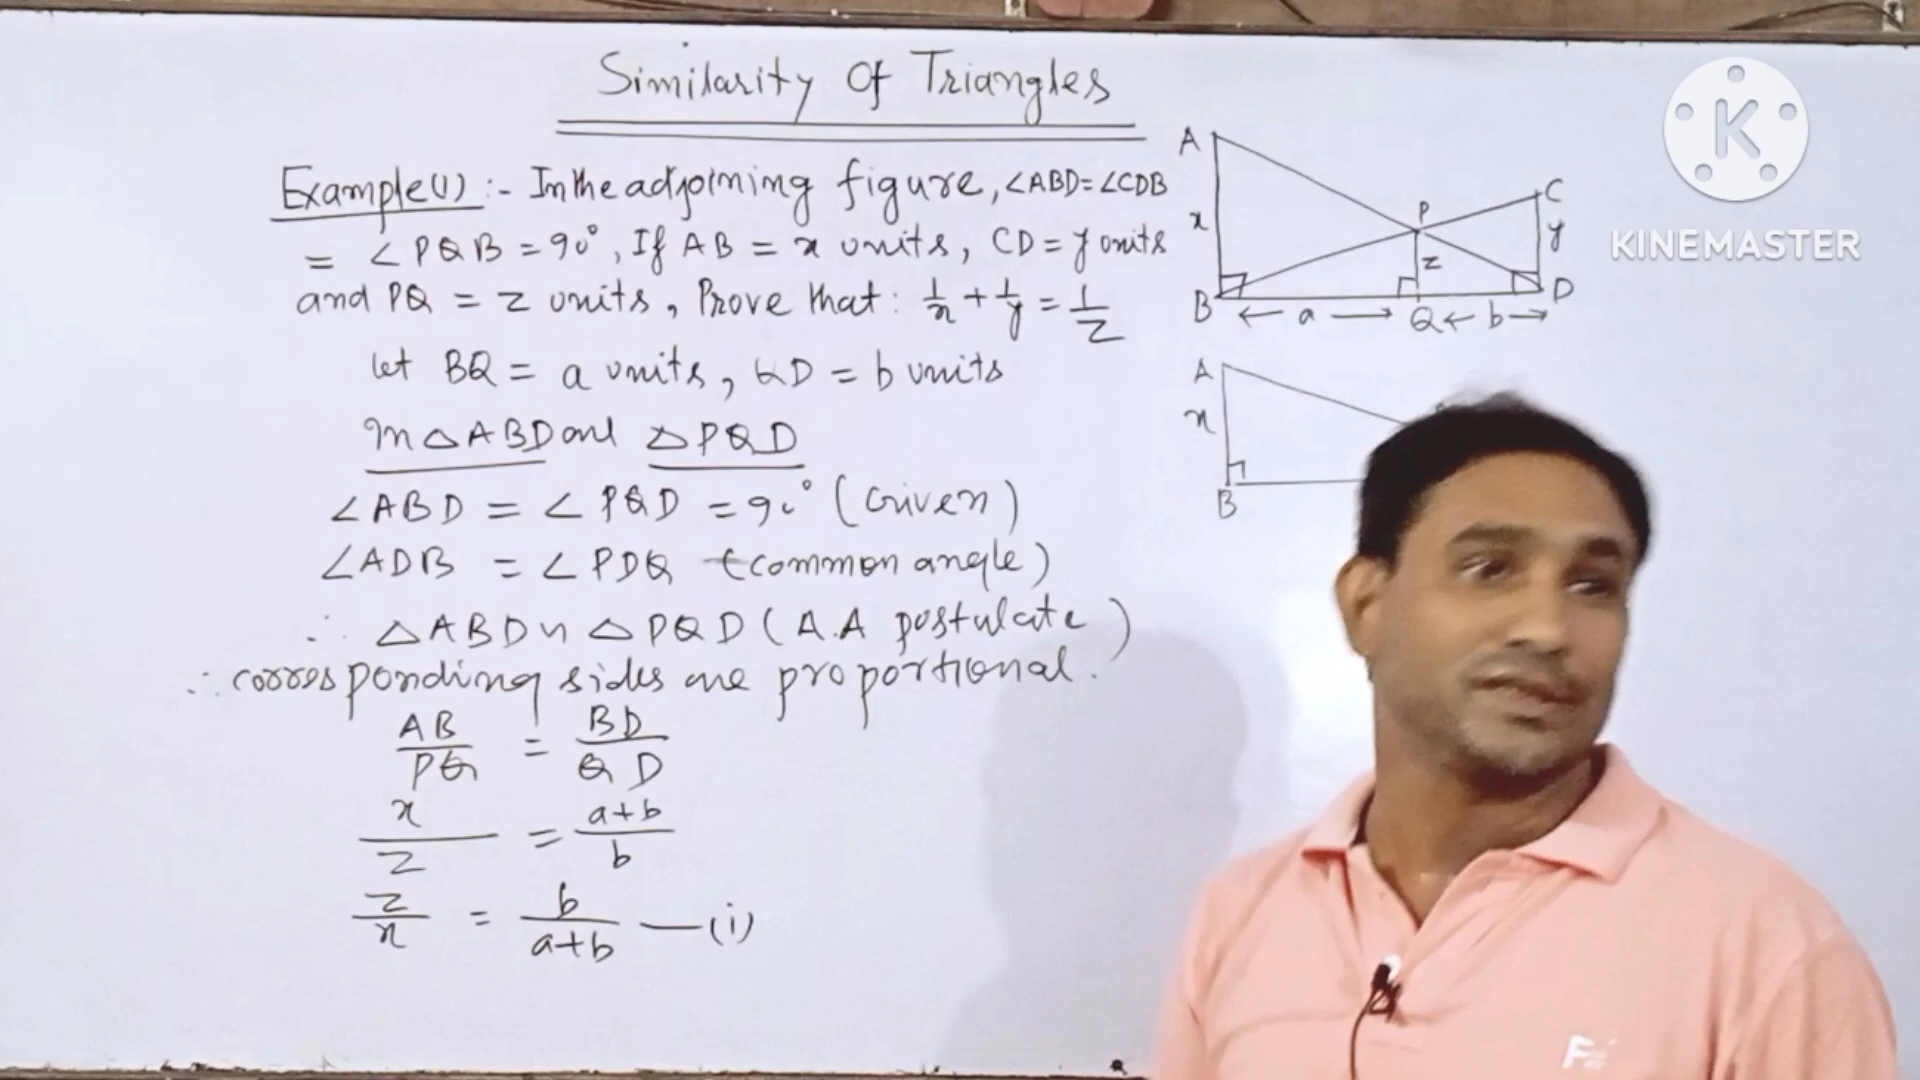 Similarity Of Triangles
Example(1) :- In the adjoining figure, ∠ABD = ∠CDB
= ∠PQB = 90°, If AB = x units, CD = y units
and PQ = z units, Prove that : 1/x + 1/y = 1/z
let BQ = a units, QD = b units
In △ABD and △PQD
∠ABD = ∠PQD = 90° (Given)
∠ADB = ∠PDQ (common angle)
∴ △ABD ~ △PQD (A.A postulate)
∴ corresponding sides are proportional.
AB/PQ = BD/QD
x/z = a+b/b
z/x = b/a+b —(i)
A
C
P
x
y
z
B
Q
D
a
b
A
x
B
K
KINEMASTER